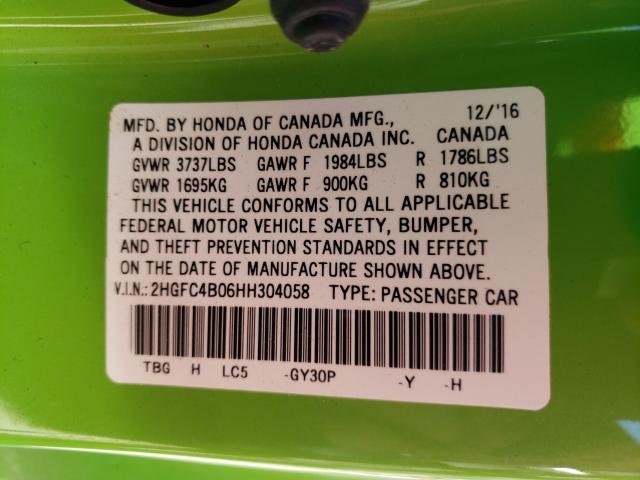 MFD. BY HONDA OF CANADA MFG., 12/'16
A DIVISION OF HONDA CANADA INC. CANADA
GVWR 3737LBS GAWR F 1984LBS R 1786LBS
GVWR 1695KG GAWR F 900KG R 810KG
THIS VEHICLE CONFORMS TO ALL APPLICABLE
FEDERAL MOTOR VEHICLE SAFETY, BUMPER,
AND THEFT PREVENTION STANDARDS IN EFFECT
ON THE DATE OF MANUFACTURE SHOWN ABOVE.
V.I.N.: 2HGFC4B06HH304058 TYPE: PASSENGER CAR
TBG H LC5 -GY30P -Y -H